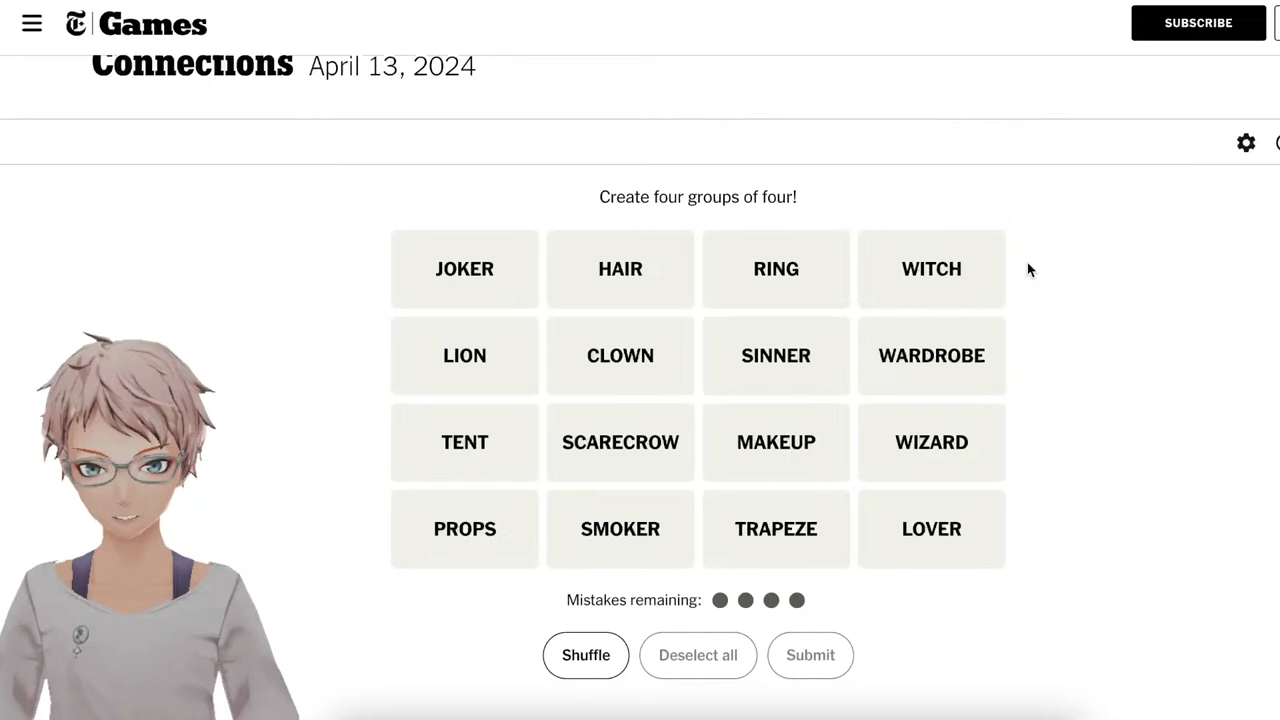 Games
SUBSCRIBE
Connections April 13, 2024
Create four groups of four!
JOKER HAIR RING WITCH
LION CLOWN SINNER WARDROBE
TENT SCARECROW MAKEUP WIZARD
PROPS SMOKER TRAPEZE LOVER
Mistakes remaining:
Shuffle Deselect all Submit